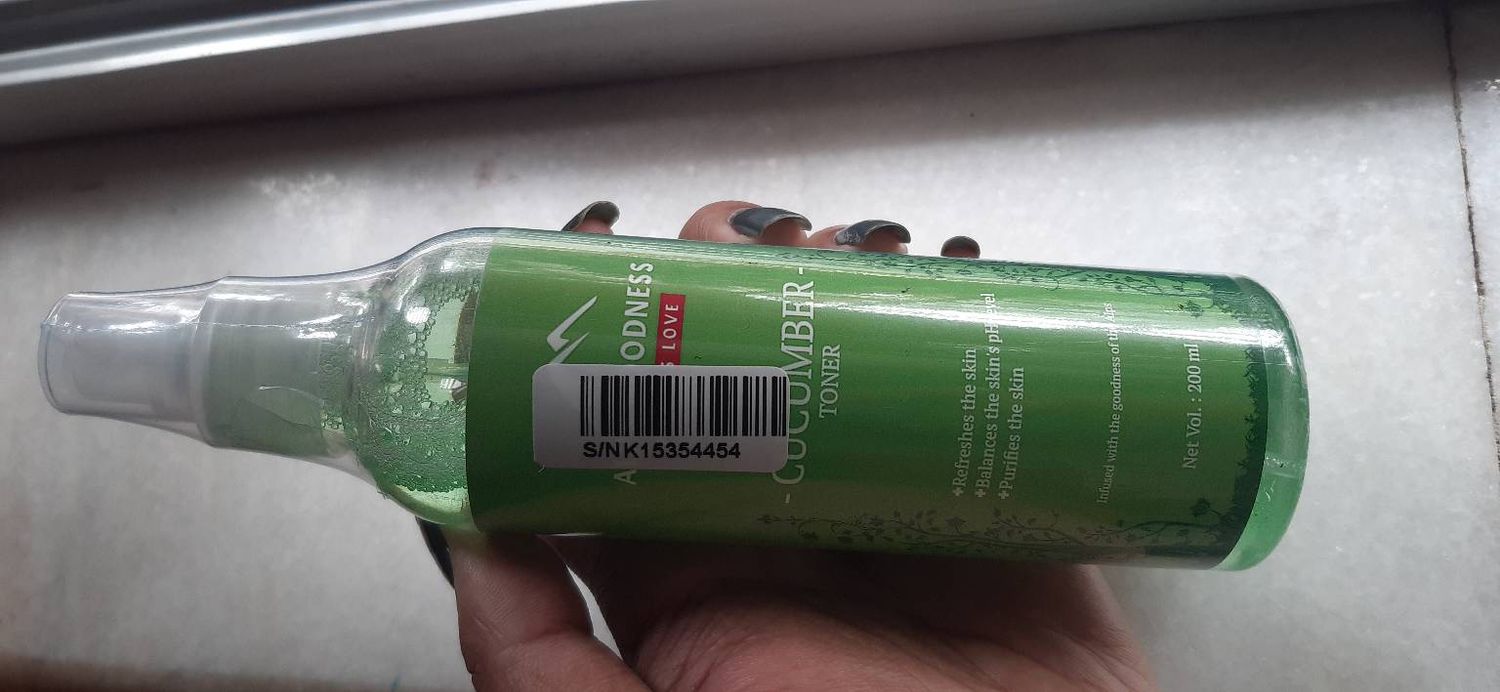 ODNESS
LOVE
S/NK15354454
- CUCUMBER -
TONER
+Refreshes the skin
+Balances the skin's pH level
+Purifies the skin
Infused with the goodness of
Net Vol. : 200 ml